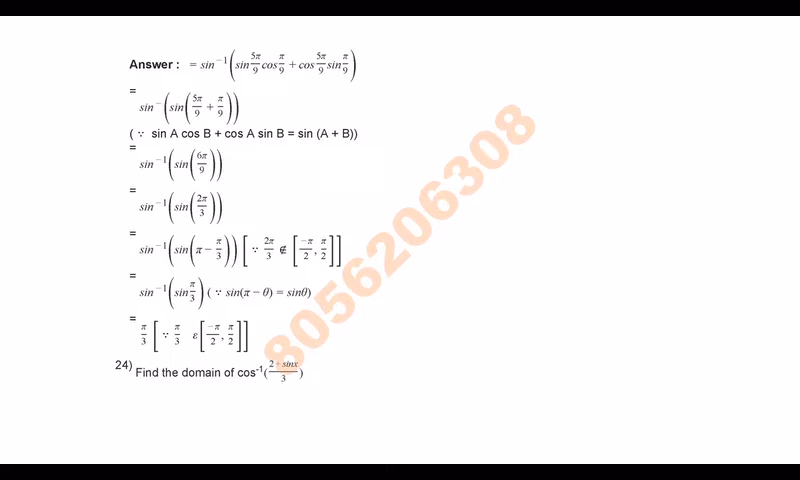 Answer : = sin⁻¹(sin 5π/9 cos π/9 + cos 5π/9 sin π/9)
=
sin⁻(sin(5π/9 + π/9))
( ∵ sin A cos B + cos A sin B = sin (A + B))
=
sin⁻¹(sin(6π/9))
=
sin⁻¹(sin(2π/3))
=
sin⁻¹(sin(π − π/3)) [∵ 2π/3 ∉ [−π/2, π/2]]
=
sin⁻¹(sin π/3) ( ∵ sin(π − θ) = sinθ)
=
π/3 [∵ π/3 ε[−π/2, π/2]]
24) Find the domain of cos⁻¹(2+sinx/3)
8056206308